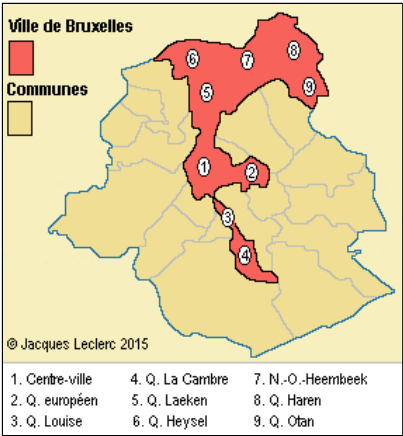 Ville de Bruxelles
Communes
6
7
8
9
5
1
2
3
4
© Jacques Leclerc 2015
1. Centre-ville 4. Q. La Cambre 7. N.-O.-Heembeek
2. Q. européen 5. Q. Laeken 8. Q. Haren
3. Q. Louise 6. Q. Heysel 9. Q. Otan